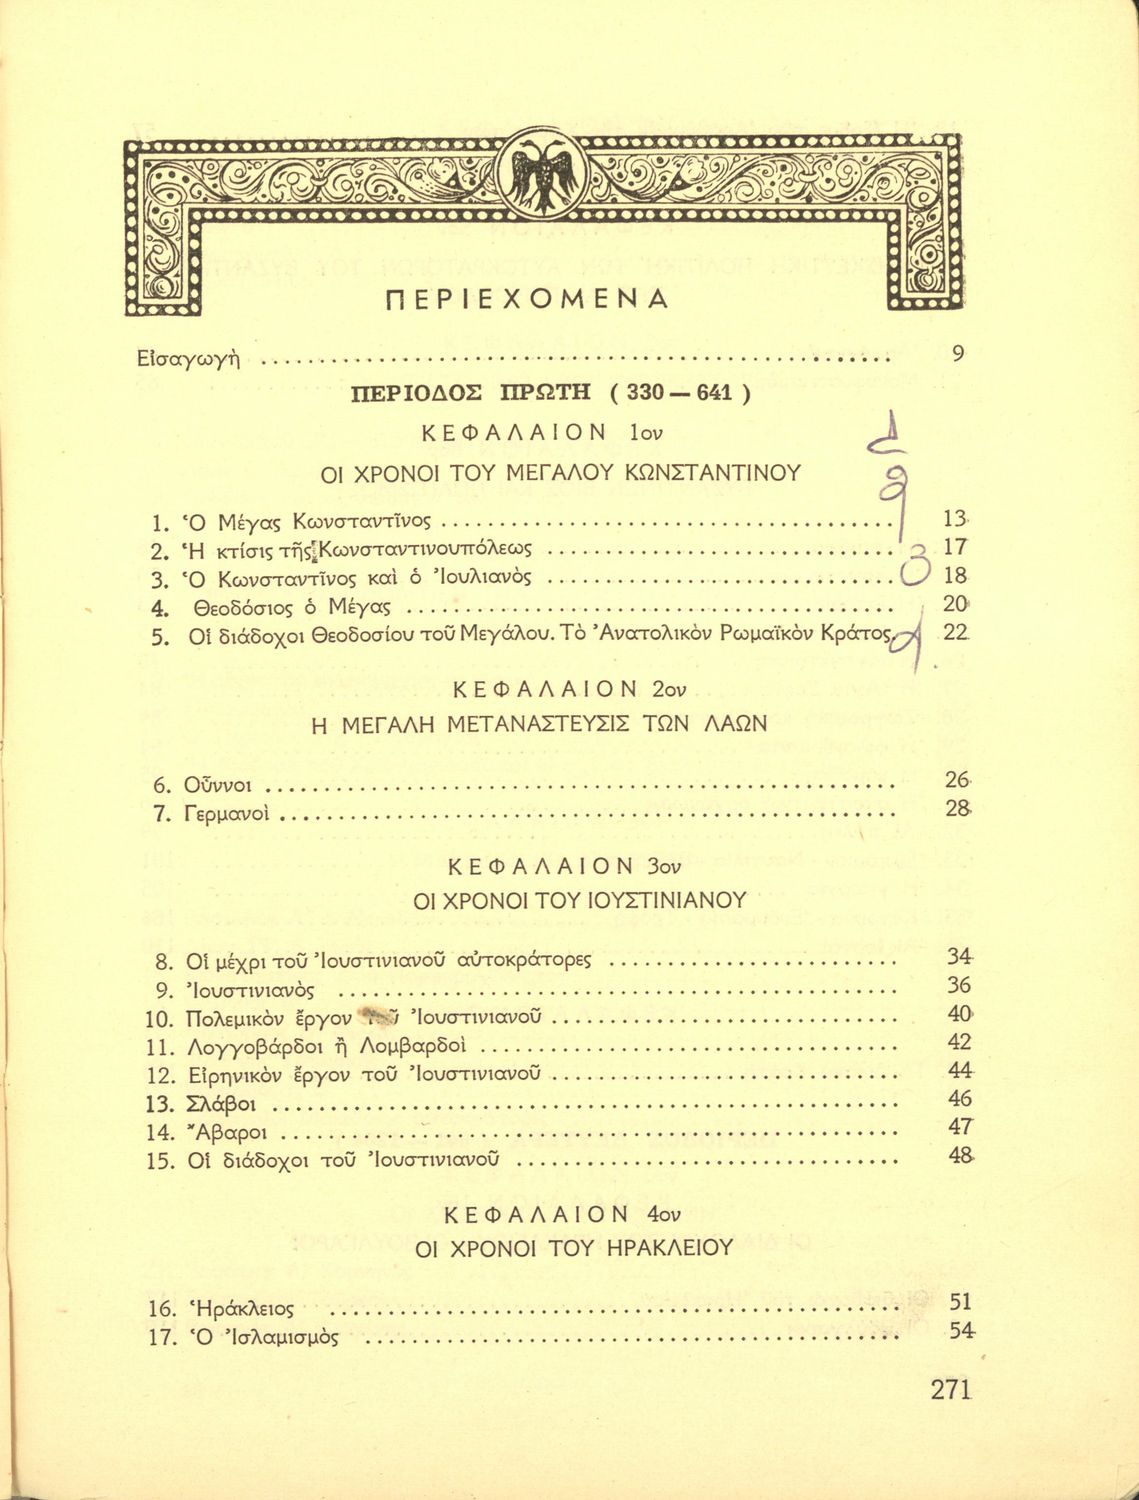 ΠΕΡΙΕΧΟΜΕΝΑ
Εἰσαγωγὴ ........ 9
ΠΕΡΙΟΔΟΣ ΠΡΩΤΗ ( 330 — 641 )
ΚΕΦΑΛΑΙΟΝ 1ον
ΟΙ ΧΡΟΝΟΙ ΤΟΥ ΜΕΓΑΛΟΥ ΚΩΝΣΤΑΝΤΙΝΟΥ
1. Ὁ Μέγας Κωνσταντῖνος ........ 13
2. Ἡ κτίσις τῆς Κωνσταντινουπόλεως ........ 17
3. Ὁ Κωνσταντῖνος καὶ ὁ Ἰουλιανὸς ........ 18
4. Θεοδόσιος ὁ Μέγας ........ 20
5. Οἱ διάδοχοι Θεοδοσίου τοῦ Μεγάλου. Τὸ Ἀνατολικὸν Ρωμαϊκὸν Κράτος. 22
ΚΕΦΑΛΑΙΟΝ 2ον
Η ΜΕΓΑΛΗ ΜΕΤΑΝΑΣΤΕΥΣΙΣ ΤΩΝ ΛΑΩΝ
6. Οὗννοι ........ 26
7. Γερμανοὶ ........ 28
ΚΕΦΑΛΑΙΟΝ 3ον
ΟΙ ΧΡΟΝΟΙ ΤΟΥ ΙΟΥΣΤΙΝΙΑΝΟΥ
8. Οἱ μέχρι τοῦ Ἰουστινιανοῦ αὐτοκράτορες ........ 34
9. Ἰουστινιανὸς ........ 36
10. Πολεμικὸν ἔργον τοῦ Ἰουστινιανοῦ ........ 40
11. Λογγοβάρδοι ἢ Λομβαρδοὶ ........ 42
12. Εἰρηνικὸν ἔργον τοῦ Ἰουστινιανοῦ ........ 44
13. Σλάβοι ........ 46
14. Ἄβαροι ........ 47
15. Οἱ διάδοχοι τοῦ Ἰουστινιανοῦ ........ 48
ΚΕΦΑΛΑΙΟΝ 4ον
ΟΙ ΧΡΟΝΟΙ ΤΟΥ ΗΡΑΚΛΕΙΟΥ
16. Ἡράκλειος ........ 51
17. Ὁ Ἰσλαμισμὸς ........ 54
271